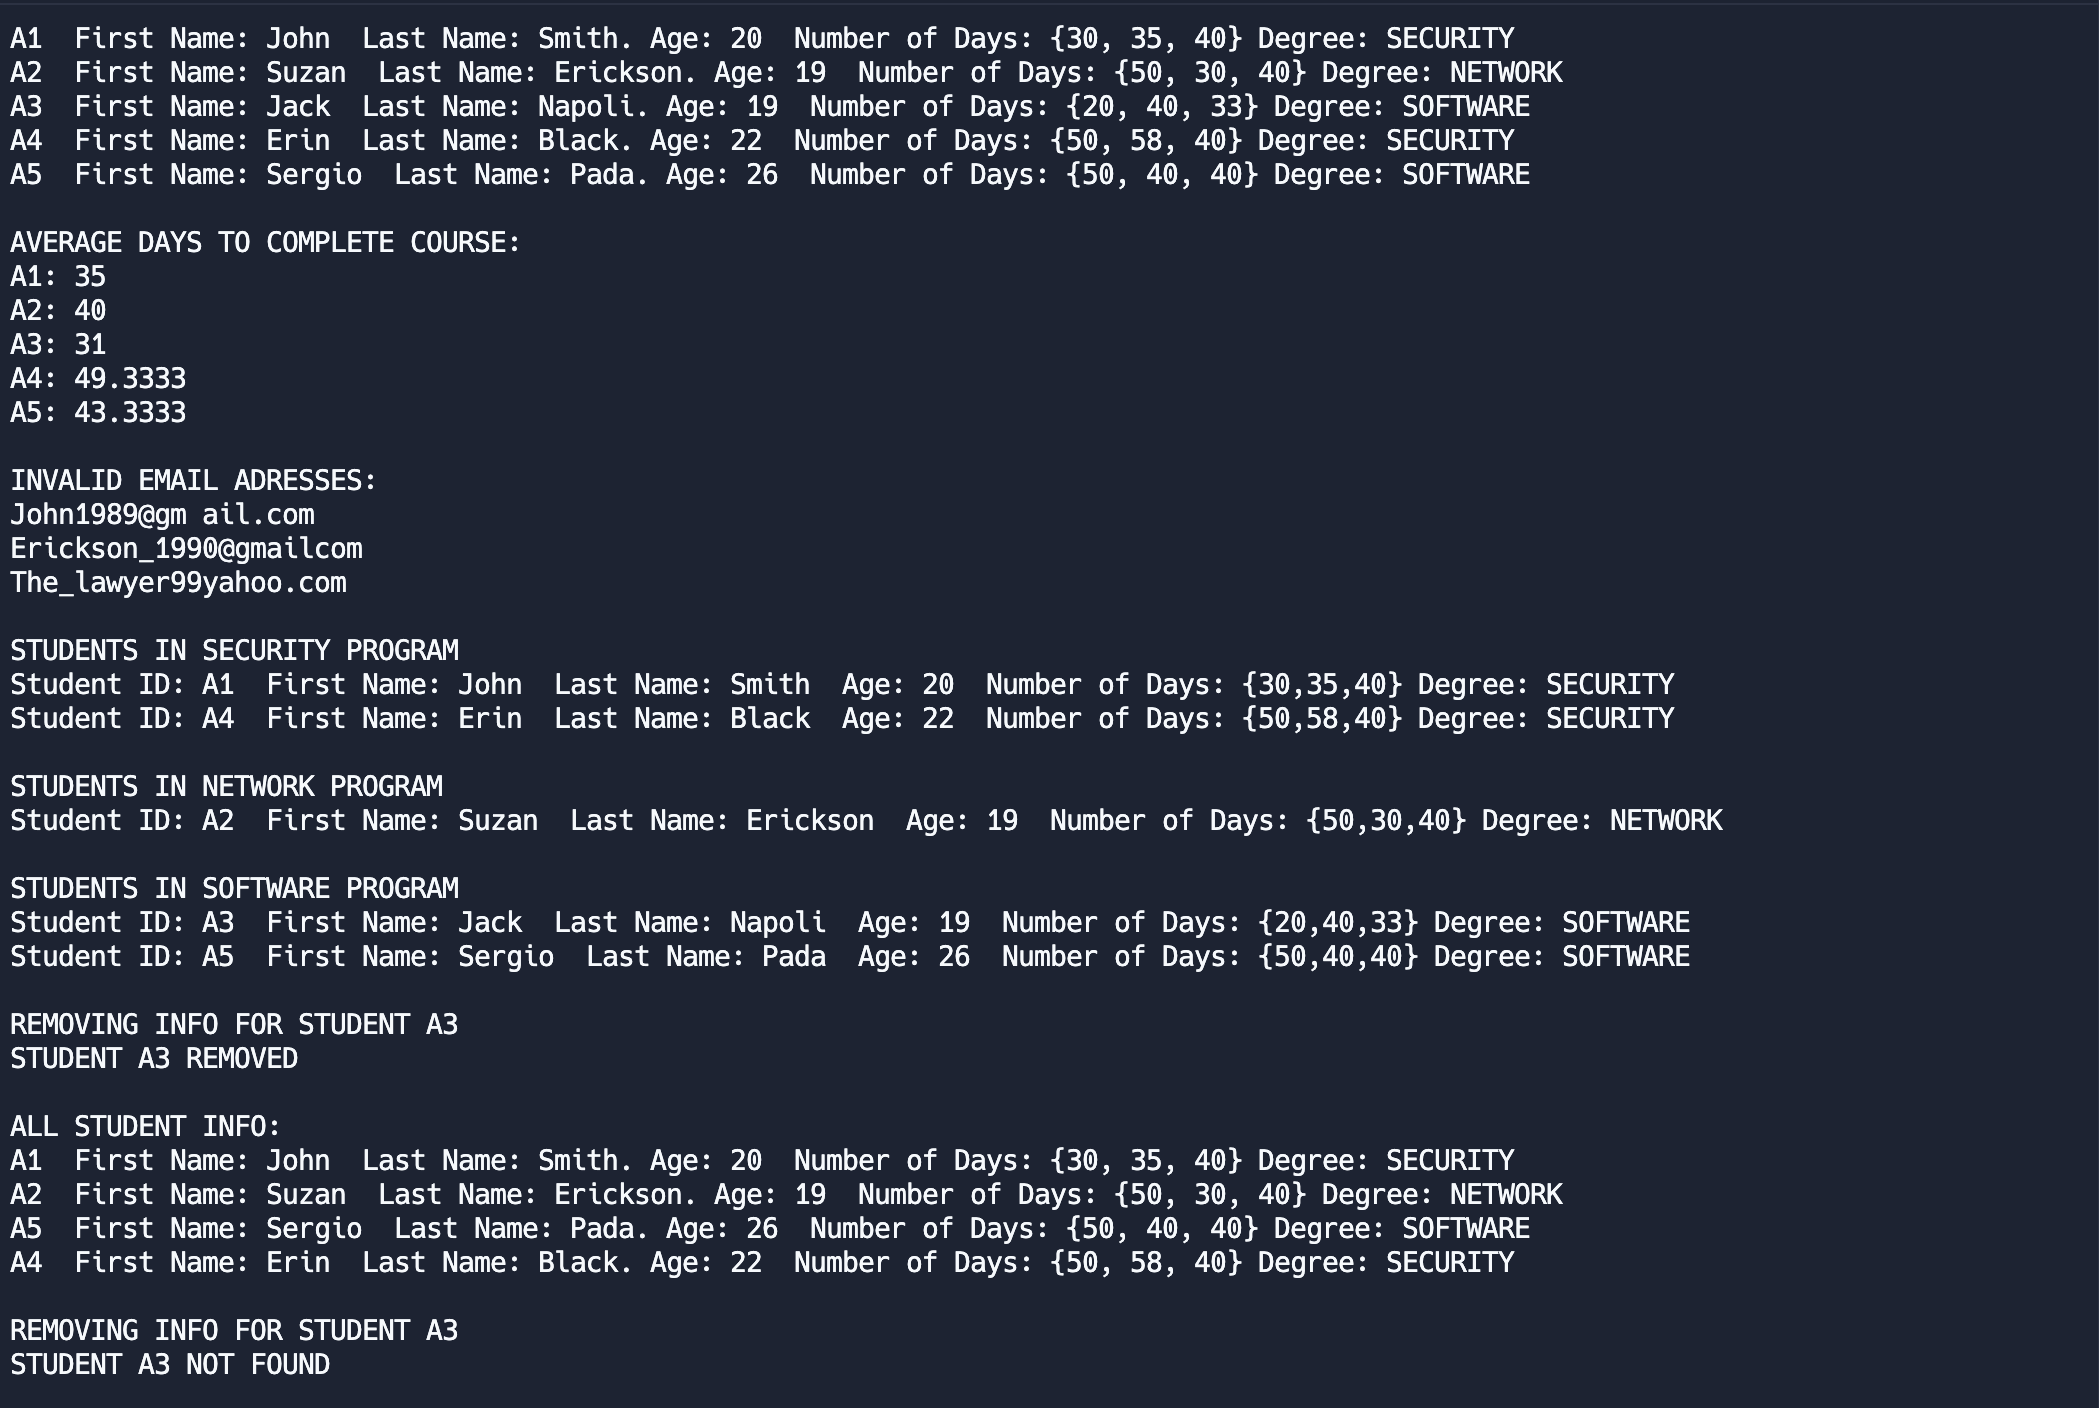 A1  First Name: John  Last Name: Smith. Age: 20  Number of Days: {30, 35, 40} Degree: SECURITY
A2  First Name: Suzan  Last Name: Erickson. Age: 19  Number of Days: {50, 30, 40} Degree: NETWORK
A3  First Name: Jack  Last Name: Napoli. Age: 19  Number of Days: {20, 40, 33} Degree: SOFTWARE
A4  First Name: Erin  Last Name: Black. Age: 22  Number of Days: {50, 58, 40} Degree: SECURITY
A5  First Name: Sergio  Last Name: Pada. Age: 26  Number of Days: {50, 40, 40} Degree: SOFTWARE

AVERAGE DAYS TO COMPLETE COURSE:
A1: 35
A2: 40
A3: 31
A4: 49.3333
A5: 43.3333

INVALID EMAIL ADRESSES:
John1989@gm ail.com
Erickson_1990@gmailcom
The_lawyer99yahoo.com

STUDENTS IN SECURITY PROGRAM
Student ID: A1  First Name: John  Last Name: Smith  Age: 20  Number of Days: {30,35,40} Degree: SECURITY
Student ID: A4  First Name: Erin  Last Name: Black  Age: 22  Number of Days: {50,58,40} Degree: SECURITY

STUDENTS IN NETWORK PROGRAM
Student ID: A2  First Name: Suzan  Last Name: Erickson  Age: 19  Number of Days: {50,30,40} Degree: NETWORK

STUDENTS IN SOFTWARE PROGRAM
Student ID: A3  First Name: Jack  Last Name: Napoli  Age: 19  Number of Days: {20,40,33} Degree: SOFTWARE
Student ID: A5  First Name: Sergio  Last Name: Pada  Age: 26  Number of Days: {50,40,40} Degree: SOFTWARE

REMOVING INFO FOR STUDENT A3
STUDENT A3 REMOVED

ALL STUDENT INFO:
A1  First Name: John  Last Name: Smith. Age: 20  Number of Days: {30, 35, 40} Degree: SECURITY
A2  First Name: Suzan  Last Name: Erickson. Age: 19  Number of Days: {50, 30, 40} Degree: NETWORK
A5  First Name: Sergio  Last Name: Pada. Age: 26  Number of Days: {50, 40, 40} Degree: SOFTWARE
A4  First Name: Erin  Last Name: Black. Age: 22  Number of Days: {50, 58, 40} Degree: SECURITY

REMOVING INFO FOR STUDENT A3
STUDENT A3 NOT FOUND